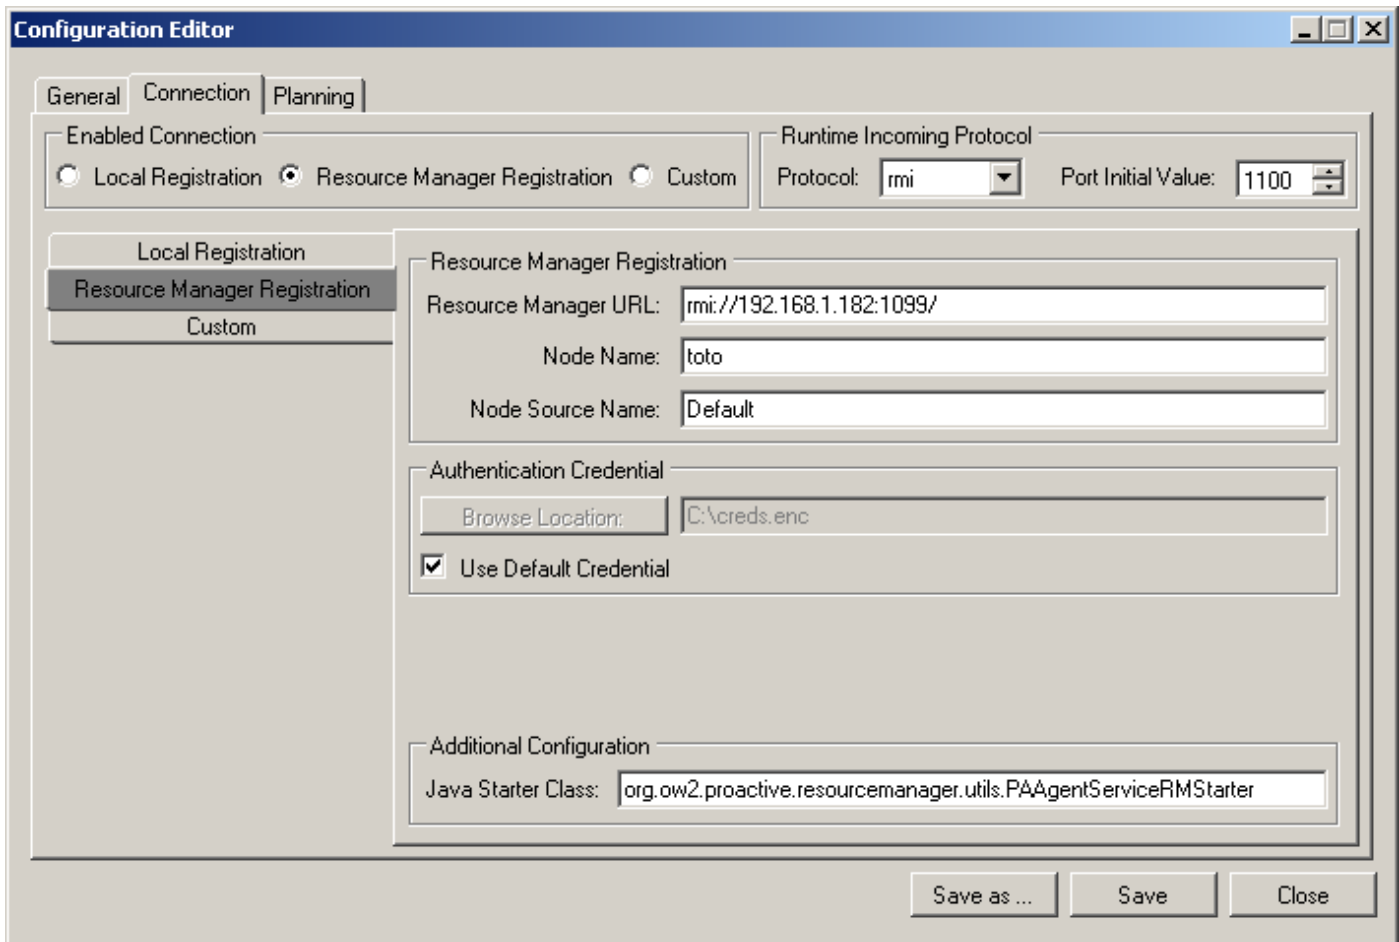 Configuration Editor
General Connection Planning
Enabled Connection
Local Registration Resource Manager Registration Custom
Runtime Incoming Protocol
Protocol: rmi Port Initial Value: 1100
Local Registration
Resource Manager Registration
Custom
Resource Manager Registration
Resource Manager URL: rmi://192.168.1.182:1099/
Node Name: toto
Node Source Name: Default
Authentication Credential
Browse Location: C:\creds.enc
Use Default Credential
Additional Configuration
Java Starter Class: org.ow2.proactive.resourcemanager.utils.PAAgentServiceRMStarter
Save as ... Save Close